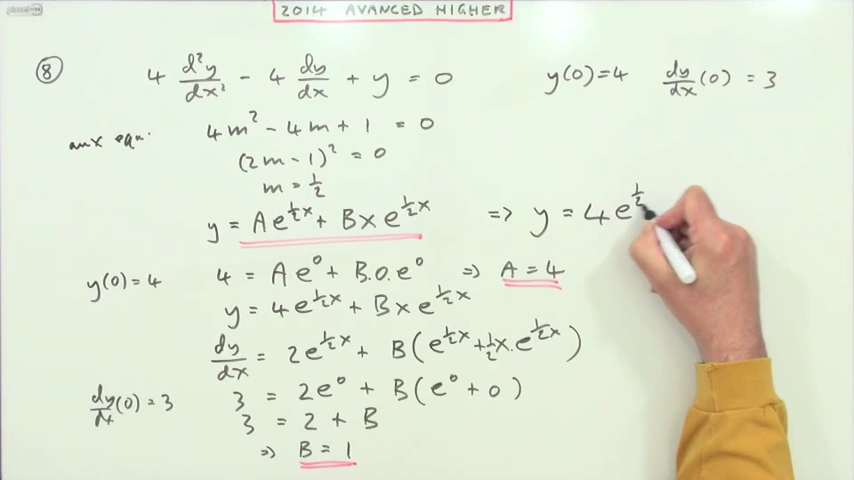 2014 AVANCED HIGHER
⑧ 4 d²y/dx² - 4 dy/dx + y = 0 y(0)=4 dy/dx(0) = 3
aux eqn. 4m² - 4m + 1 = 0
(2m - 1)² = 0
m = 1/2
y = Ae^{1/2x} + Bxe^{1/2x} => y = 4e^{1/2
y(0)=4 4 = Ae⁰ + B.0.e⁰ => A = 4
y = 4e^{1/2x} + Bxe^{1/2x}
dy/dx = 2e^{1/2x} + B(e^{1/2x} + 1/2x.e^{1/2x})
dy/dx(0) = 3 3 = 2e⁰ + B(e⁰ + 0)
3 = 2 + B
=> B = 1